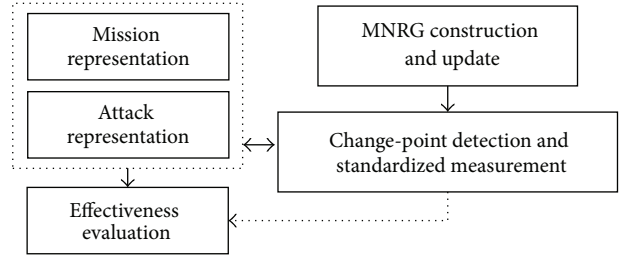 Mission
representation
Attack
representation
Effectiveness
evaluation
MNRG construction
and update
Change-point detection and
standardized measurement